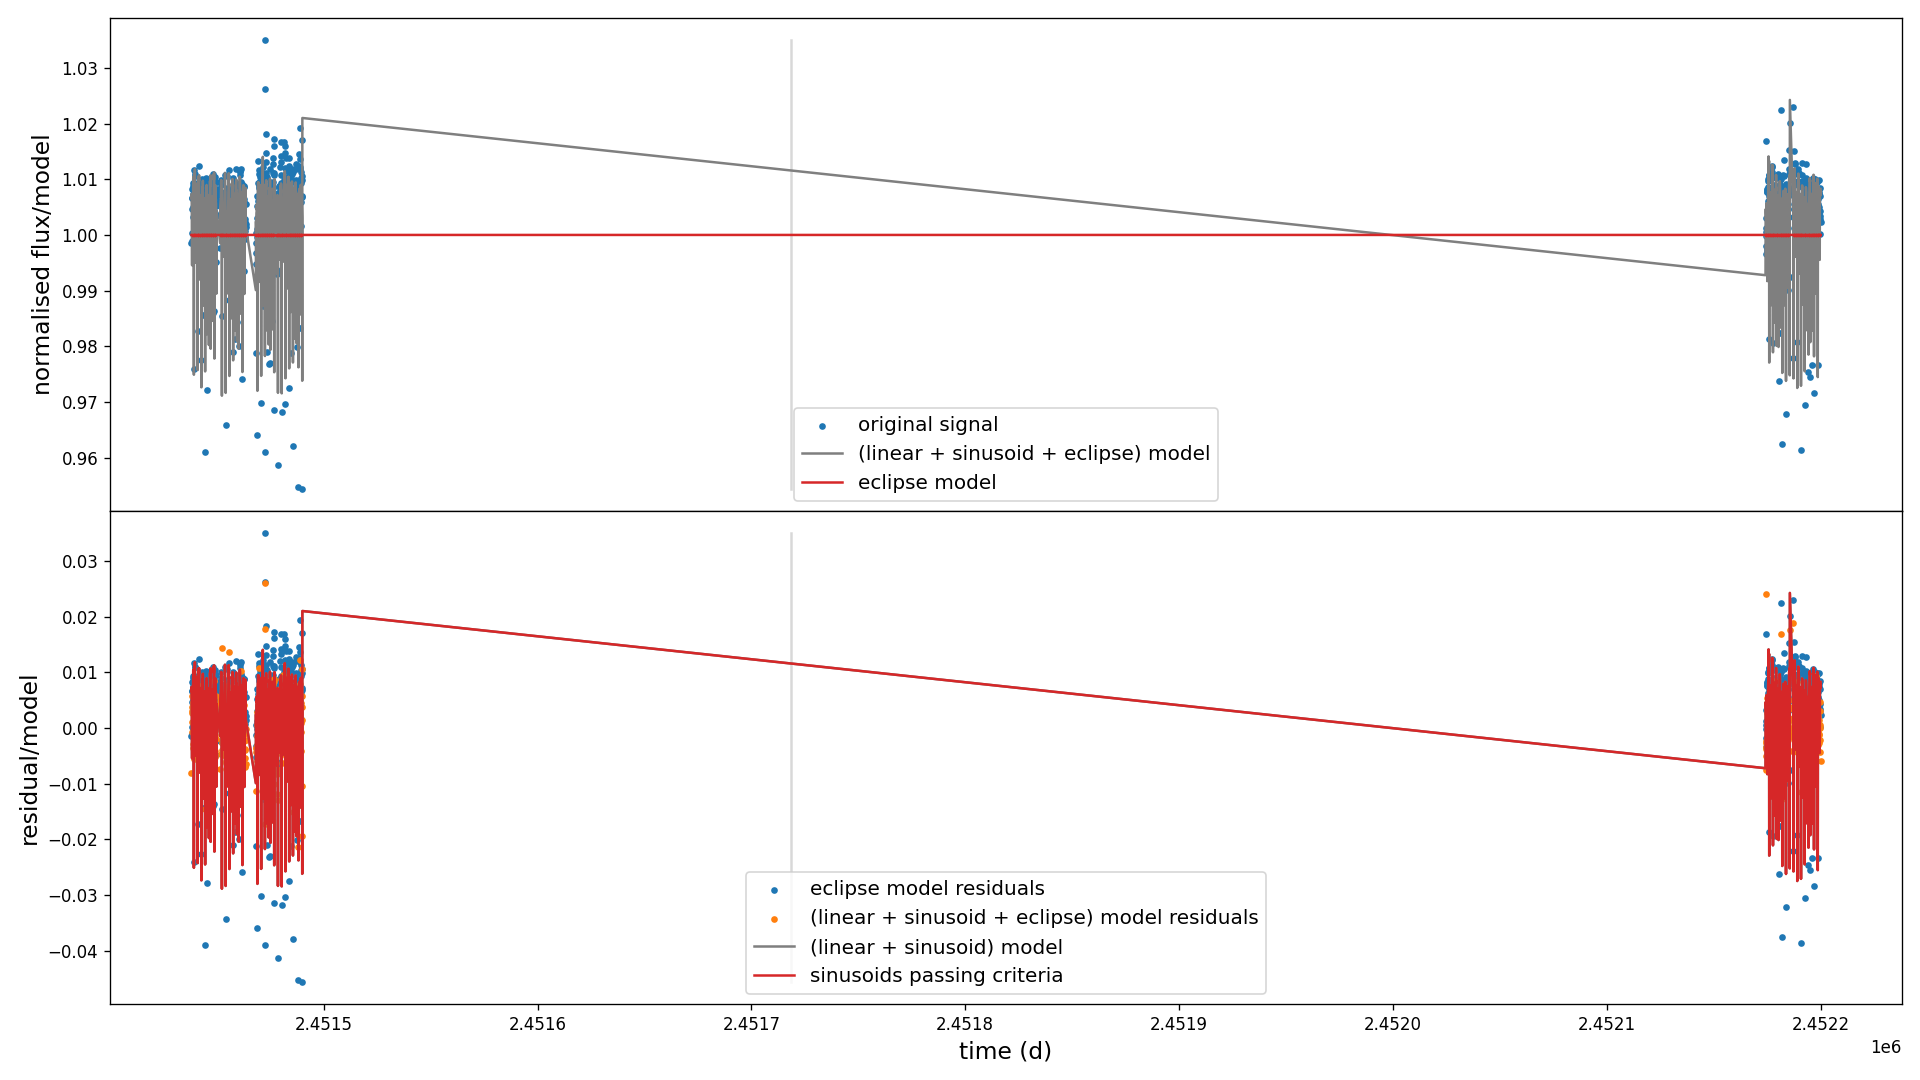 normalised flux/model
1.03
1.02
1.01
1.00
0.99
0.98
0.97
0.96
original signal
(linear + sinusoid + eclipse) model
eclipse model
residual/model
0.03
0.02
0.01
0.00
−0.01
−0.02
−0.03
−0.04
eclipse model residuals
(linear + sinusoid + eclipse) model residuals
(linear + sinusoid) model
sinusoids passing criteria
2.4515 2.4516 2.4517 2.4518 2.4519 2.4520 2.4521 2.4522
1e6
time (d)